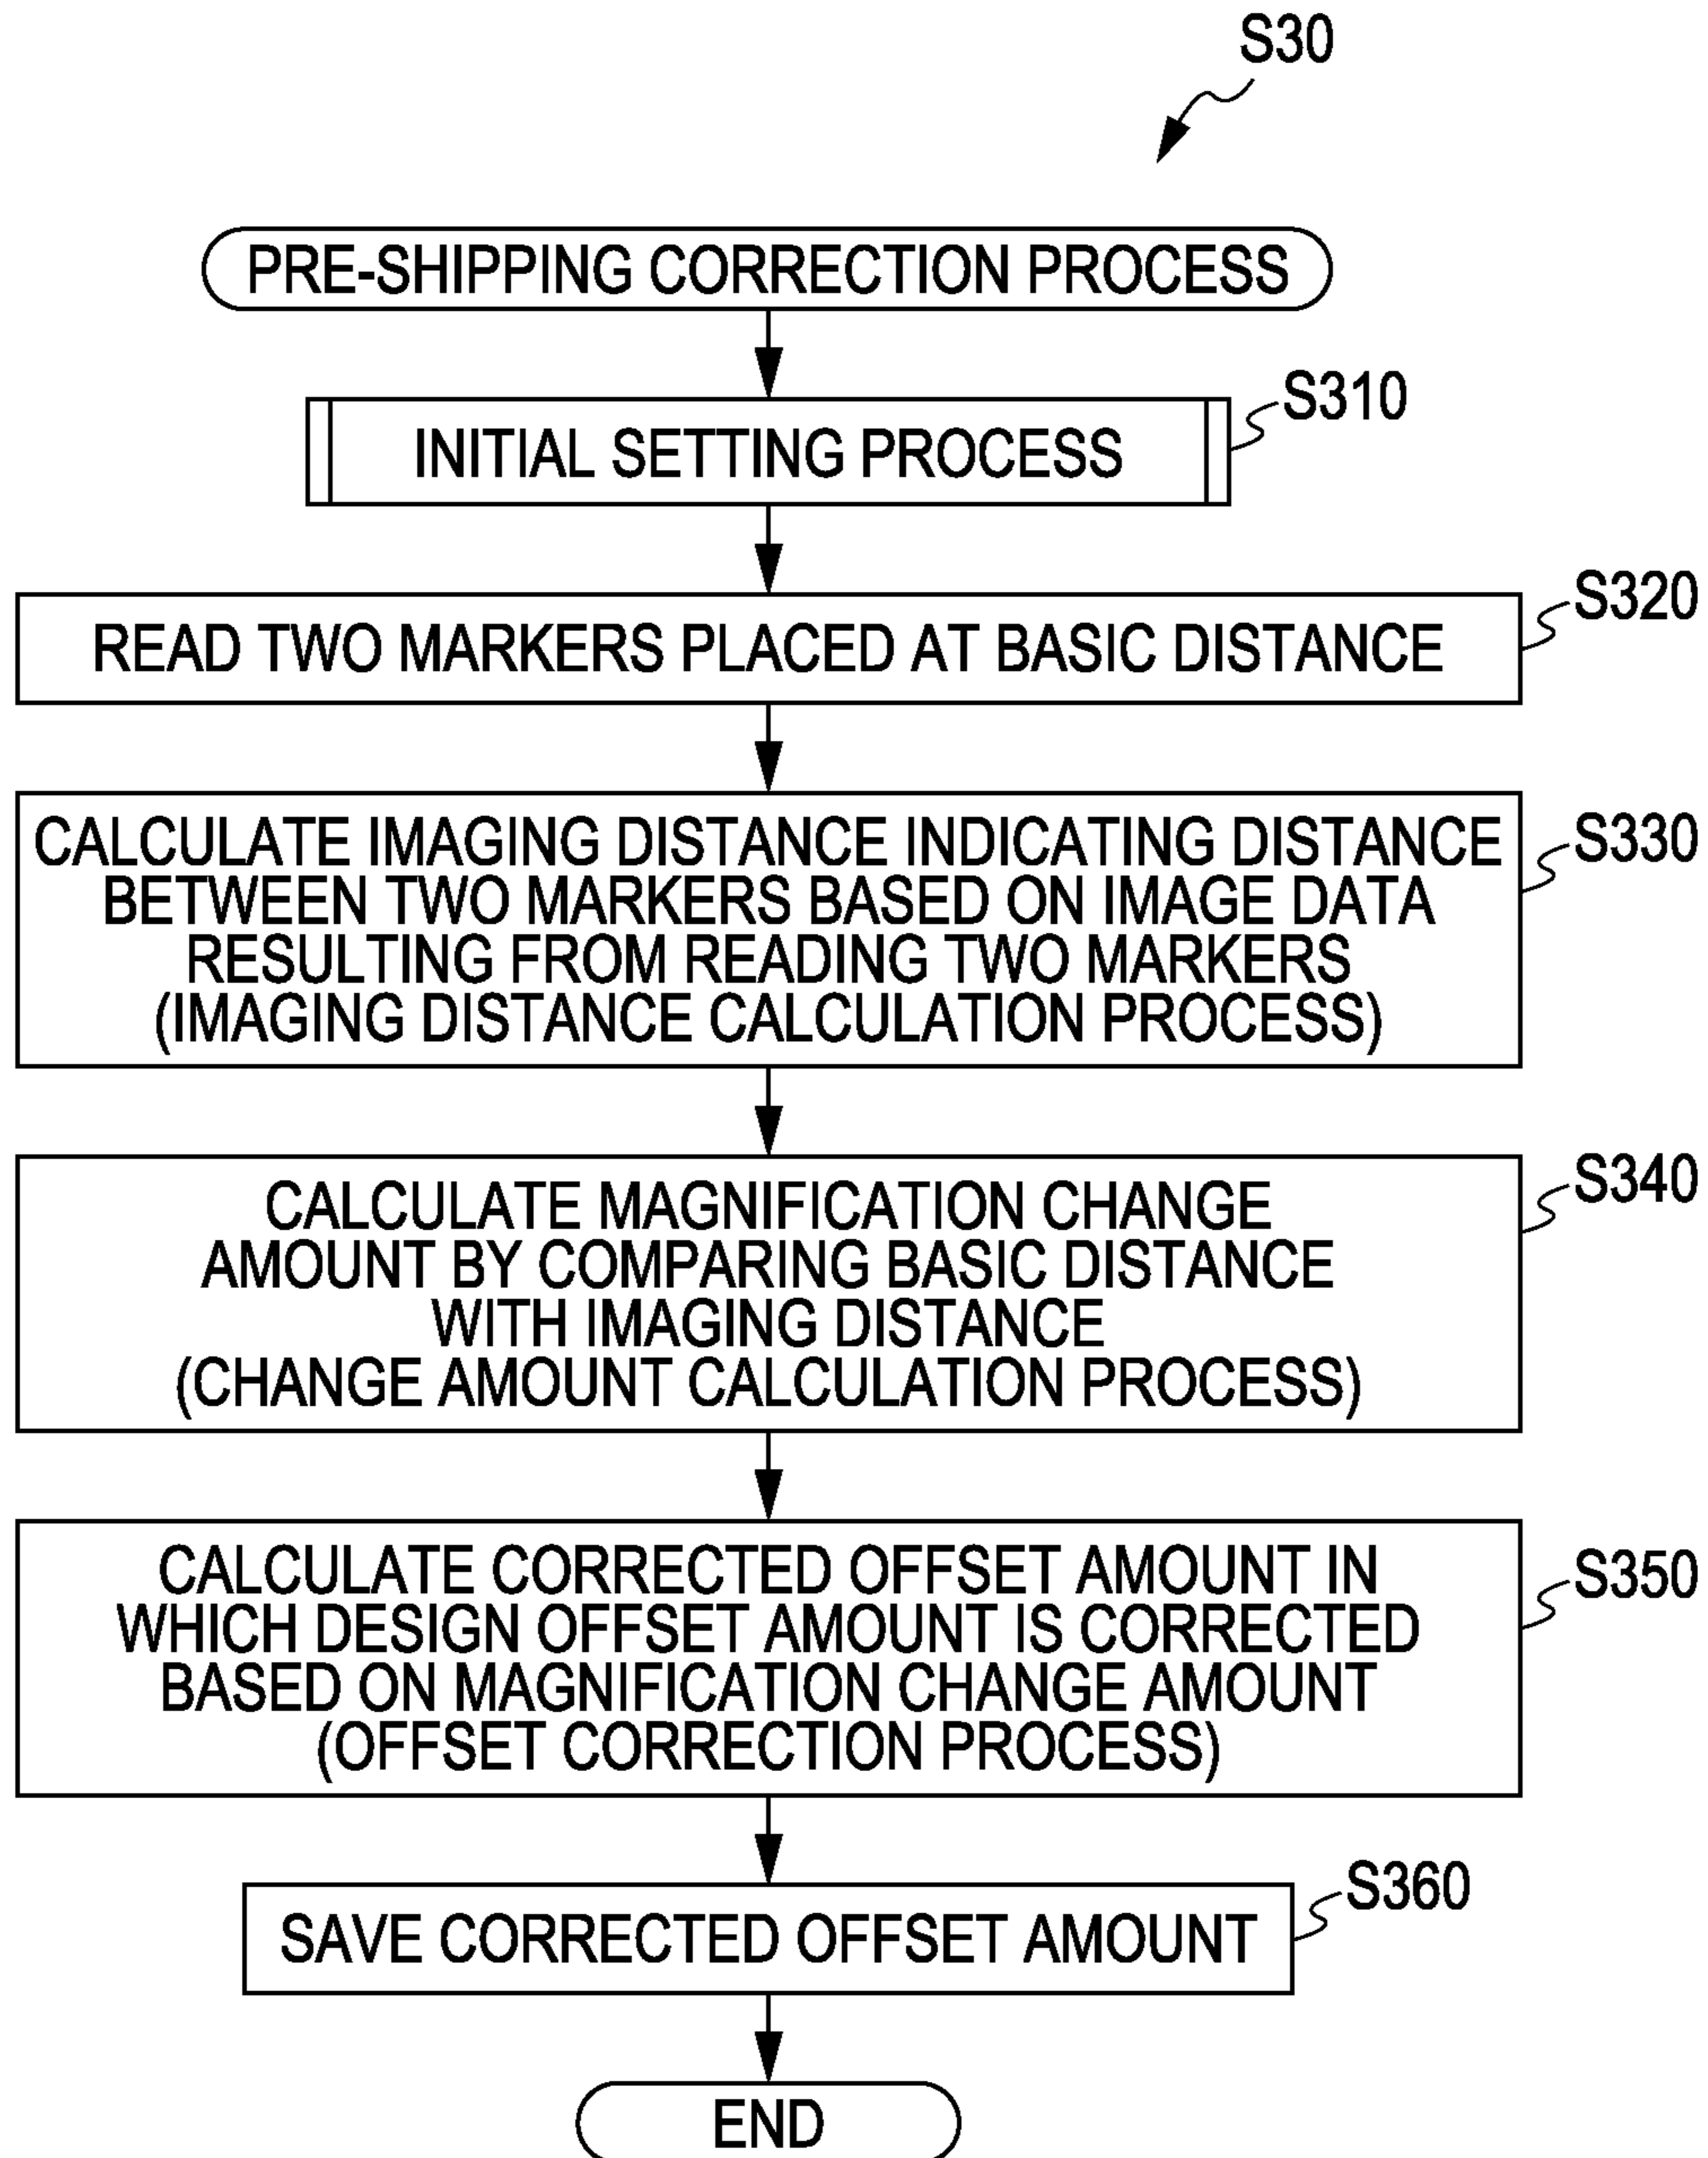 S30
PRE-SHIPPING CORRECTION PROCESS
S310
INITIAL SETTING PROCESS
S320
READ TWO MARKERS PLACED AT BASIC DISTANCE
S330
CALCULATE IMAGING DISTANCE INDICATING DISTANCE
BETWEEN TWO MARKERS BASED ON IMAGE DATA
RESULTING FROM READING TWO MARKERS
(IMAGING DISTANCE CALCULATION PROCESS)
S340
CALCULATE MAGNIFICATION CHANGE
AMOUNT BY COMPARING BASIC DISTANCE
WITH IMAGING DISTANCE
(CHANGE AMOUNT CALCULATION PROCESS)
S350
CALCULATE CORRECTED OFFSET AMOUNT IN
WHICH DESIGN OFFSET AMOUNT IS CORRECTED
BASED ON MAGNIFICATION CHANGE AMOUNT
(OFFSET CORRECTION PROCESS)
S360
SAVE CORRECTED OFFSET AMOUNT
END